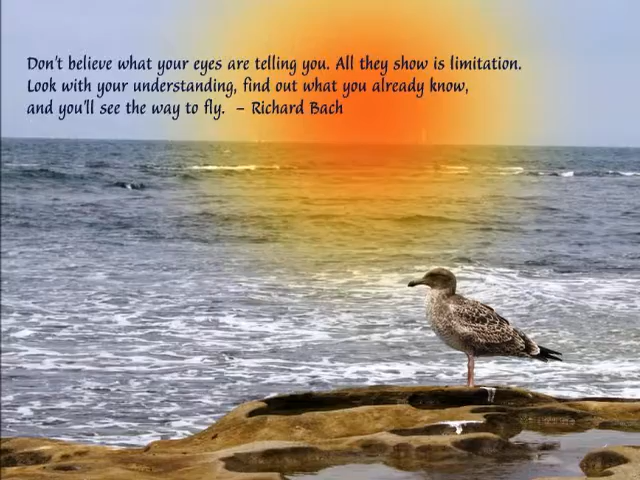 Don't believe what your eyes are telling you. All they show is limitation.
Look with your understanding, find out what you already know,
and you'll see the way to fly. – Richard Bach